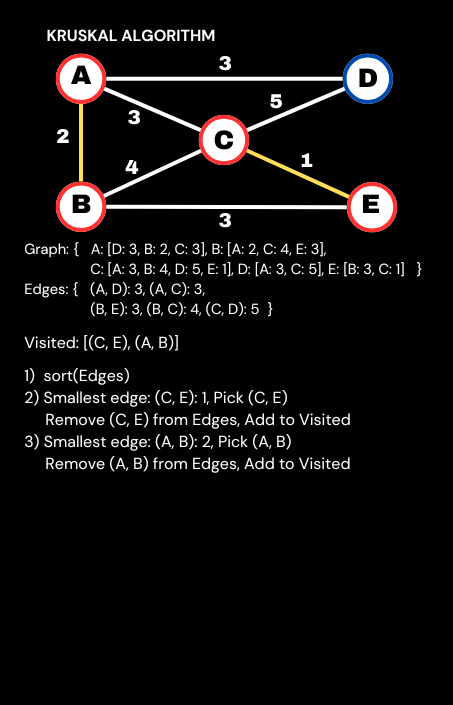 KRUSKAL ALGORITHM
A
3
D
3
5
2
C
4
1
B
3
E
Graph: { A: [D: 3, B: 2, C: 3], B: [A: 2, C: 4, E: 3],
C: [A: 3, B: 4, D: 5, E: 1], D: [A: 3, C: 5], E: [B: 3, C: 1] }
Edges: { (A, D): 3, (A, C): 3,
(B, E): 3, (B, C): 4, (C, D): 5 }
Visited: [(C, E), (A, B)]
1) sort(Edges)
2) Smallest edge: (C, E): 1, Pick (C, E)
Remove (C, E) from Edges, Add to Visited
3) Smallest edge: (A, B): 2, Pick (A, B)
Remove (A, B) from Edges, Add to Visited